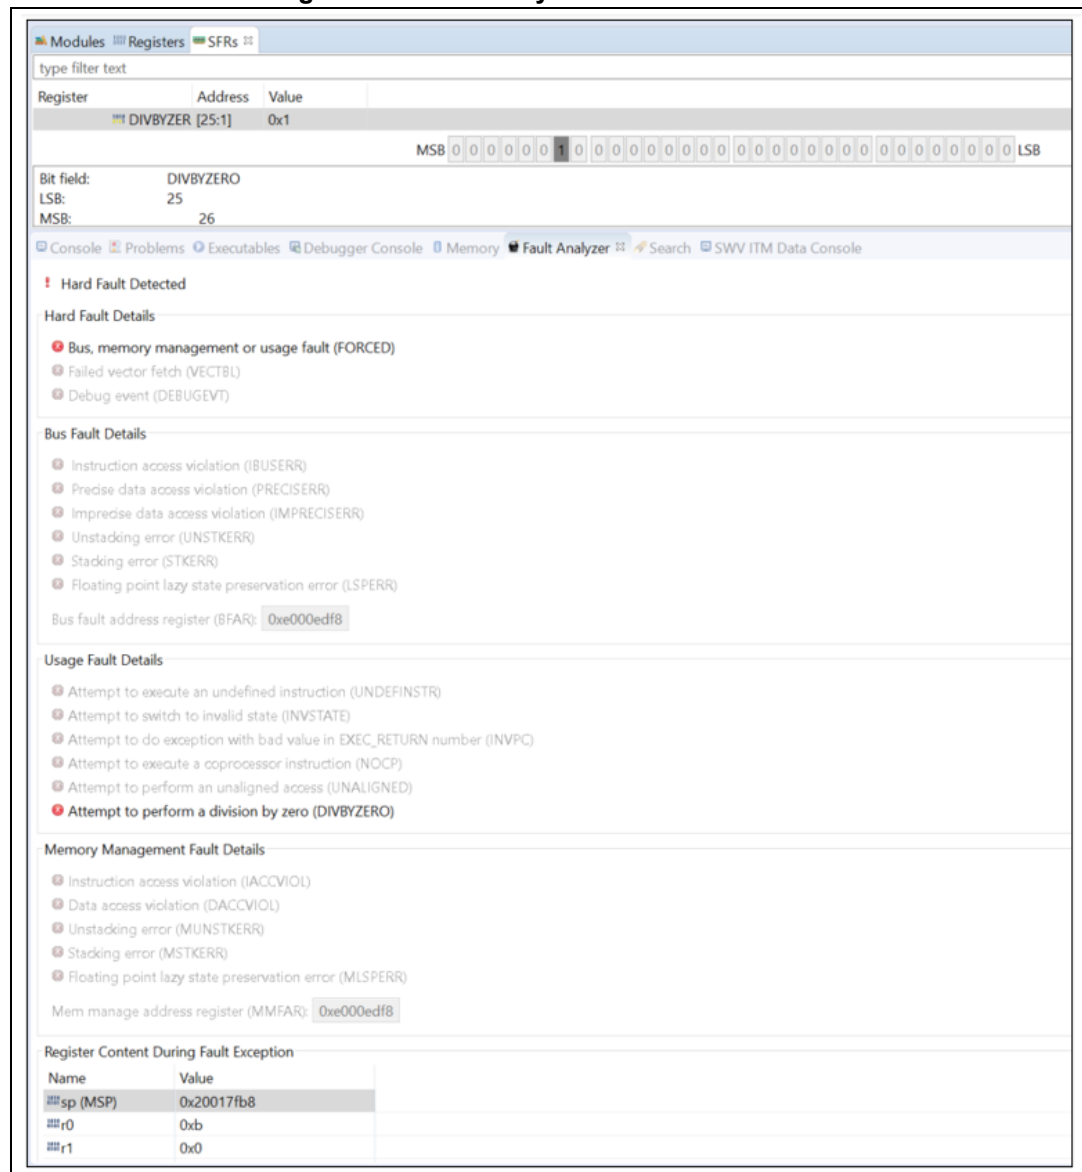 Modules Registers SFRs
type filter text
Register Address Value
DIVBYZER [25:1] 0x1
MSB 0 0 0 0 0 0 1 0 0 0 0 0 0 0 0 0 0 0 0 0 0 0 0 0 0 0 0 0 0 0 0 0 LSB
Bit field: DIVBYZERO
LSB: 25
MSB: 26
Console Problems Executables Debugger Console Memory Fault Analyzer Search SWV ITM Data Console
! Hard Fault Detected
Hard Fault Details
Bus, memory management or usage fault (FORCED)
Failed vector fetch (VECTBL)
Debug event (DEBUGEVT)
Bus Fault Details
Instruction access violation (IBUSERR)
Precise data access violation (PRECISERR)
Imprecise data access violation (IMPRECISERR)
Unstacking error (UNSTKERR)
Stacking error (STKERR)
Floating point lazy state preservation error (LSPERR)
Bus fault address register (BFAR): 0xe000edf8
Usage Fault Details
Attempt to execute an undefined instruction (UNDEFINSTR)
Attempt to switch to invalid state (INVSTATE)
Attempt to do exception with bad value in EXEC_RETURN number (INVPC)
Attempt to execute a coprocessor instruction (NOCP)
Attempt to perform an unaligned access (UNALIGNED)
Attempt to perform a division by zero (DIVBYZERO)
Memory Management Fault Details
Instruction access violation (IACCVIOL)
Data access violation (DACCVIOL)
Unstacking error (MUNSTKERR)
Stacking error (MSTKERR)
Floating point lazy state preservation error (MLSPERR)
Mem manage address register (MMFAR): 0xe000edf8
Register Content During Fault Exception
Name Value
sp (MSP) 0x20017fb8
r0 0xb
r1 0x0